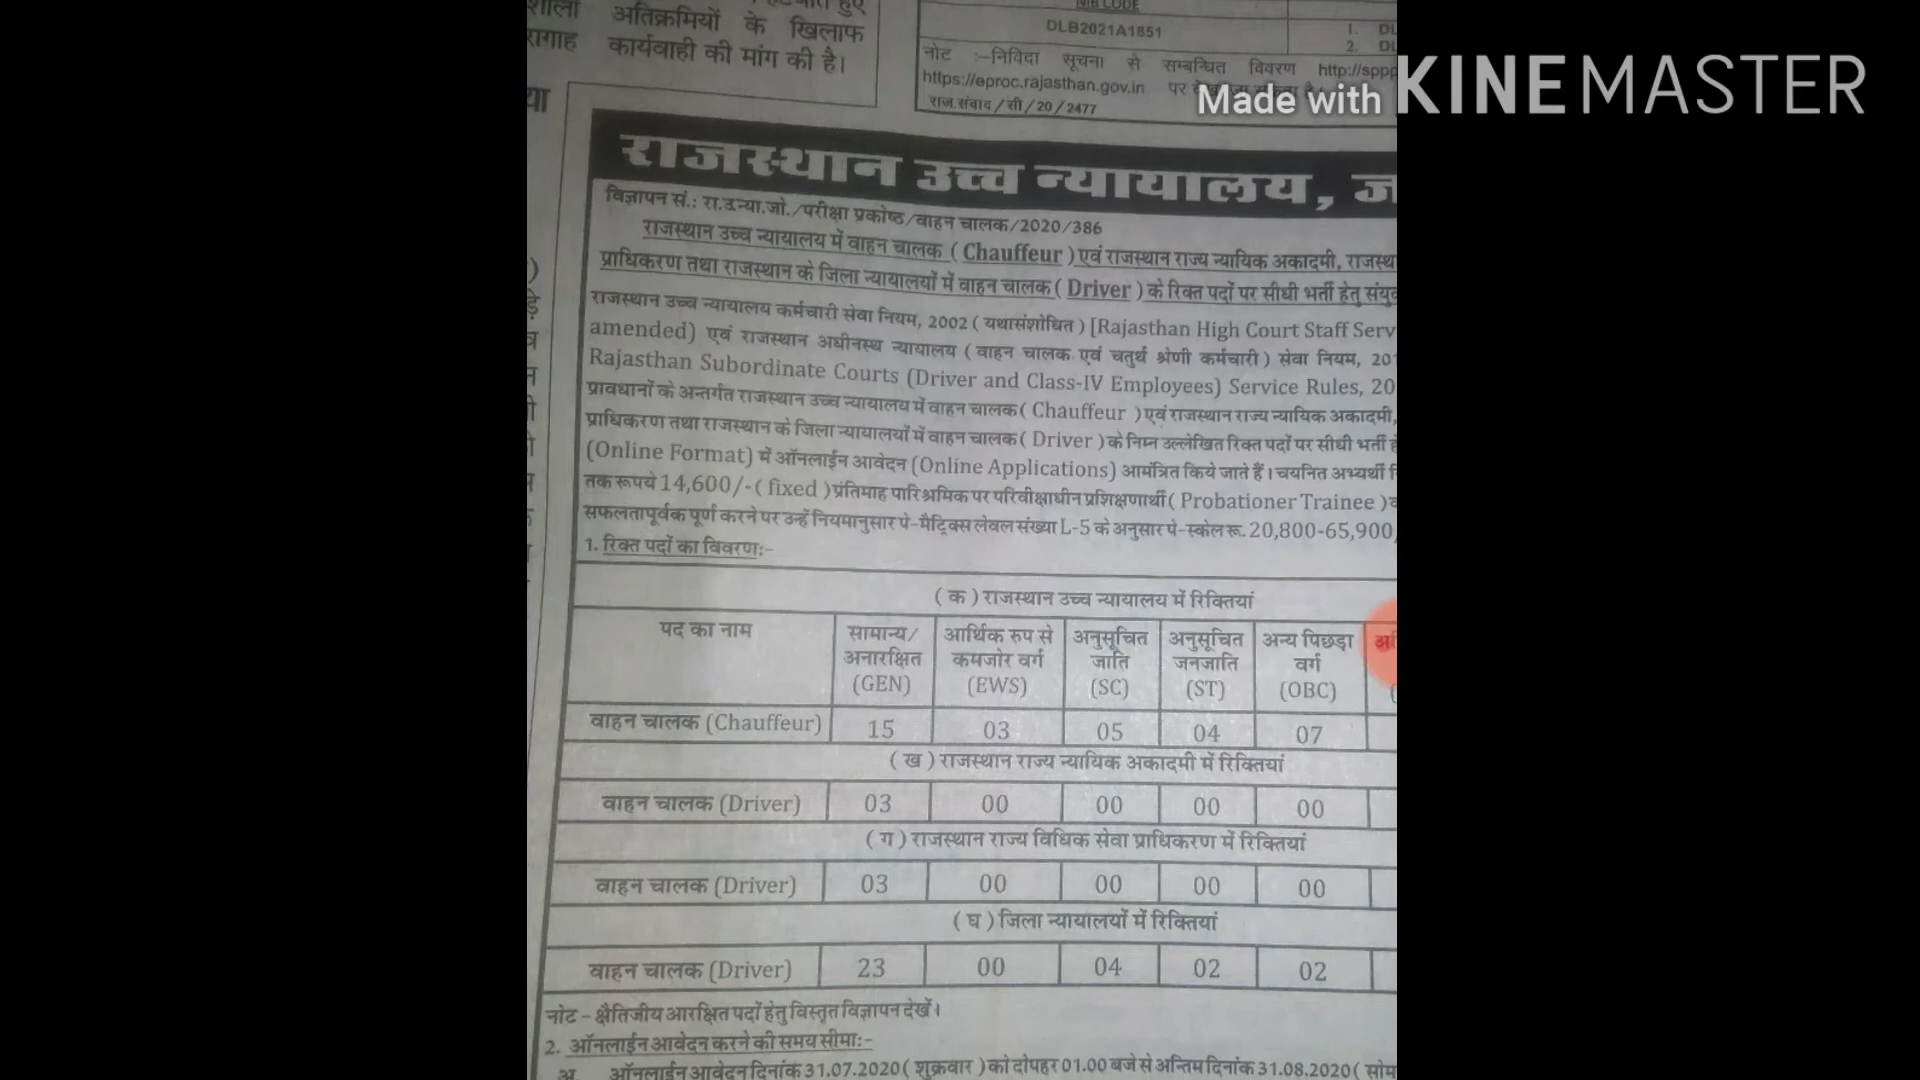 शाला अतिक्रमियों के खिलाफ
रागाह कार्यवाही की मांग की है।
NIB CODE
DLB2021A1851
1. DL
2. DL
नोट :-निविदा सूचना से सम्बन्धित विवरण http://sppp
https://eproc.rajasthan.gov.in पर
राज.संवाद/सी/20/2477
Made with KINEMASTER
राजस्थान उच्च न्यायालय, ज
विज्ञापन सं.: रा.उ.न्या.जो./परीक्षा प्रकोष्ठ/वाहन चालक/2020/386
राजस्थान उच्च न्यायालय में वाहन चालक (Chauffeur) एवं राजस्थान राज्य न्यायिक अकादमी, राजस्था
प्राधिकरण तथा राजस्थान के जिला न्यायालयों में वाहन चालक (Driver) के रिक्त पदों पर सीधी भर्ती हेतु संयु
राजस्थान उच्च न्यायालय कर्मचारी सेवा नियम, 2002 (यथासंशोधित) [Rajasthan High Court Staff Serv
amended) एवं राजस्थान अधीनस्थ न्यायालय (वाहन चालक एवं चतुर्थ श्रेणी कर्मचारी) सेवा नियम, 20
Rajasthan Subordinate Courts (Driver and Class-IV Employees) Service Rules, 20
प्रावधानों के अन्तर्गत राजस्थान उच्च न्यायालय में वाहन चालक (Chauffeur) एवं राजस्थान राज्य न्यायिक अकादमी,
प्राधिकरण तथा राजस्थान के जिला न्यायालयों में वाहन चालक (Driver) के निम्न उल्लेखित रिक्त पदों पर सीधी भर्ती हे
(Online Format) में ऑनलाईन आवेदन (Online Applications) आमंत्रित किये जाते हैं। चयनित अभ्यर्थी
तक रूपये 14,600/- (fixed) प्रतिमाह पारिश्रमिक पर परिवीक्षाधीन प्रशिक्षणार्थी (Probationer Trainee)
सफलतापूर्वक पूर्ण करने पर उन्हें नियमानुसार पे-मैट्रिक्स लेवल संख्या L-5 के अनुसार पे-स्केल रू. 20,800-65,900
1. रिक्त पदों का विवरण:-
(क) राजस्थान उच्च न्यायालय में रिक्तियां
पद का नाम सामान्य/ अनारक्षित (GEN) आर्थिक रुप से कमजोर वर्ग (EWS) अनुसूचित जाति (SC) अनुसूचित जनजाति (ST) अन्य पिछड़ा वर्ग (OBC)
वाहन चालक (Chauffeur) 15 03 05 04 07
(ख) राजस्थान राज्य न्यायिक अकादमी में रिक्तियां
वाहन चालक (Driver) 03 00 00 00 00
(ग) राजस्थान राज्य विधिक सेवा प्राधिकरण में रिक्तियां
वाहन चालक (Driver) 03 00 00 00 00
(घ) जिला न्यायालयों में रिक्तियां
वाहन चालक (Driver) 23 00 04 02 02
नोट - क्षैतिजीय आरक्षित पदों हेतु विस्तृत विज्ञापन देखें।
2. ऑनलाईन आवेदन करने की समय सीमा:-
अ. ऑनलाईन आवेदन दिनांक 31.07.2020 (शुक्रवार) को दोपहर 01.00 बजे से अन्तिम दिनांक 31.08.2020 (सोम